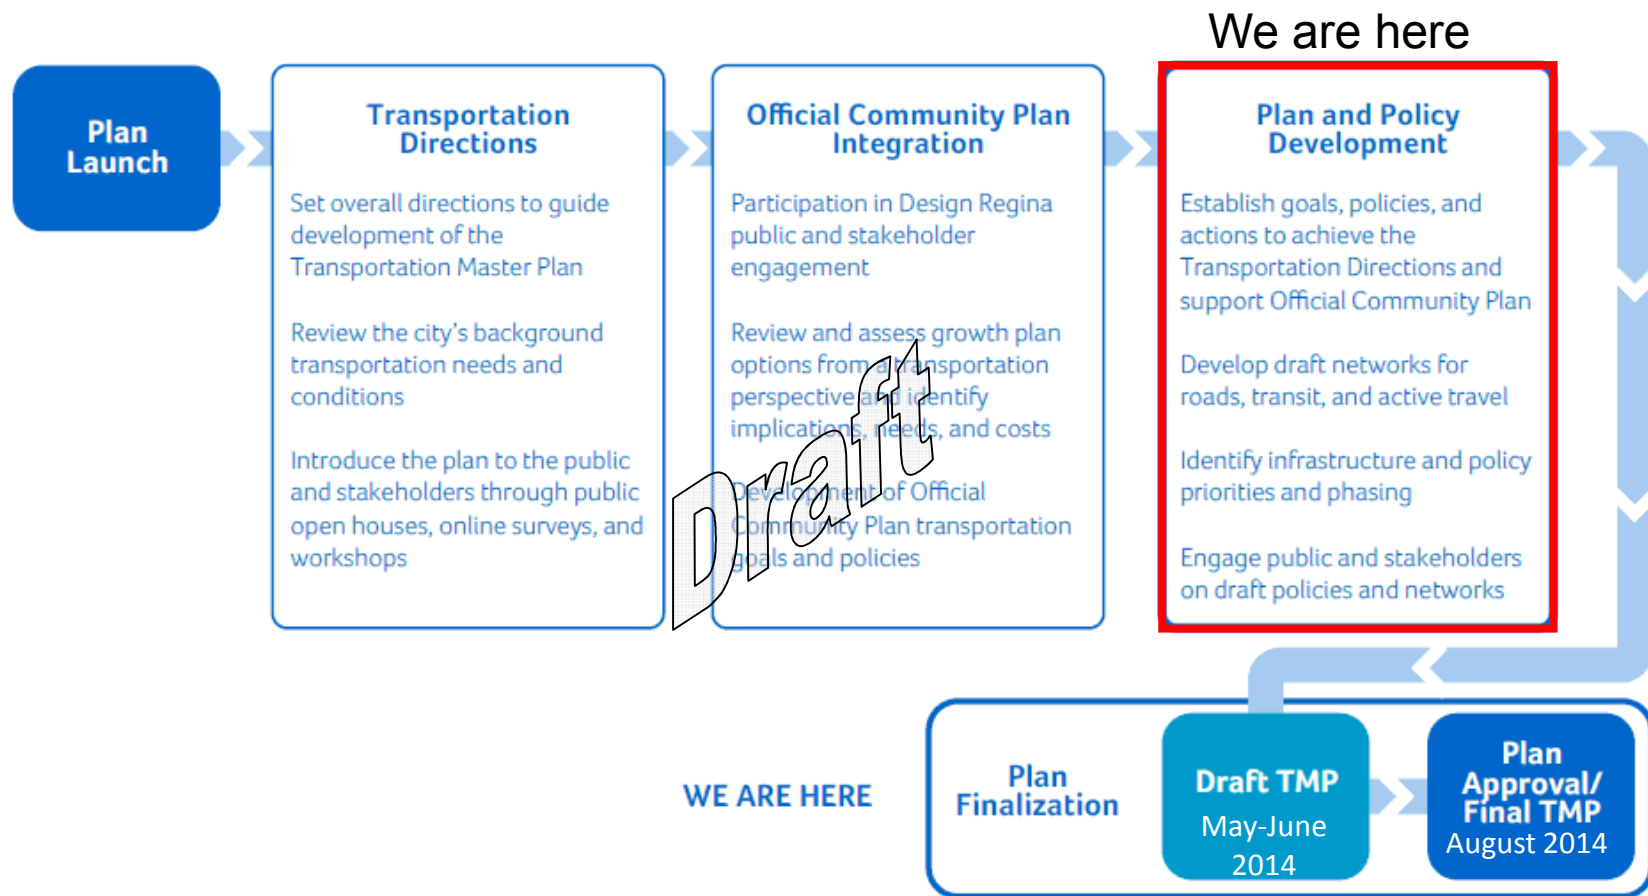 We are here
Plan
Launch
Transportation
Directions
Set overall directions to guide
development of the
Transportation Master Plan
Review the city's background
transportation needs and
conditions
Introduce the plan to the public
and stakeholders through public
open houses, online surveys, and
workshops
Official Community Plan
Integration
Participation in Design Regina
public and stakeholder
engagement
Review and assess growth plan
options from a transportation
perspective and identify
implications, needs, and costs
Development of Official
Community Plan transportation
goals and policies
Draft
Plan and Policy
Development
Establish goals, policies, and
actions to achieve the
Transportation Directions and
support Official Community Plan
Develop draft networks for
roads, transit, and active travel
Identify infrastructure and policy
priorities and phasing
Engage public and stakeholders
on draft policies and networks
WE ARE HERE
Plan
Finalization
Draft TMP
May-June
2014
Plan
Approval/
Final TMP
August 2014